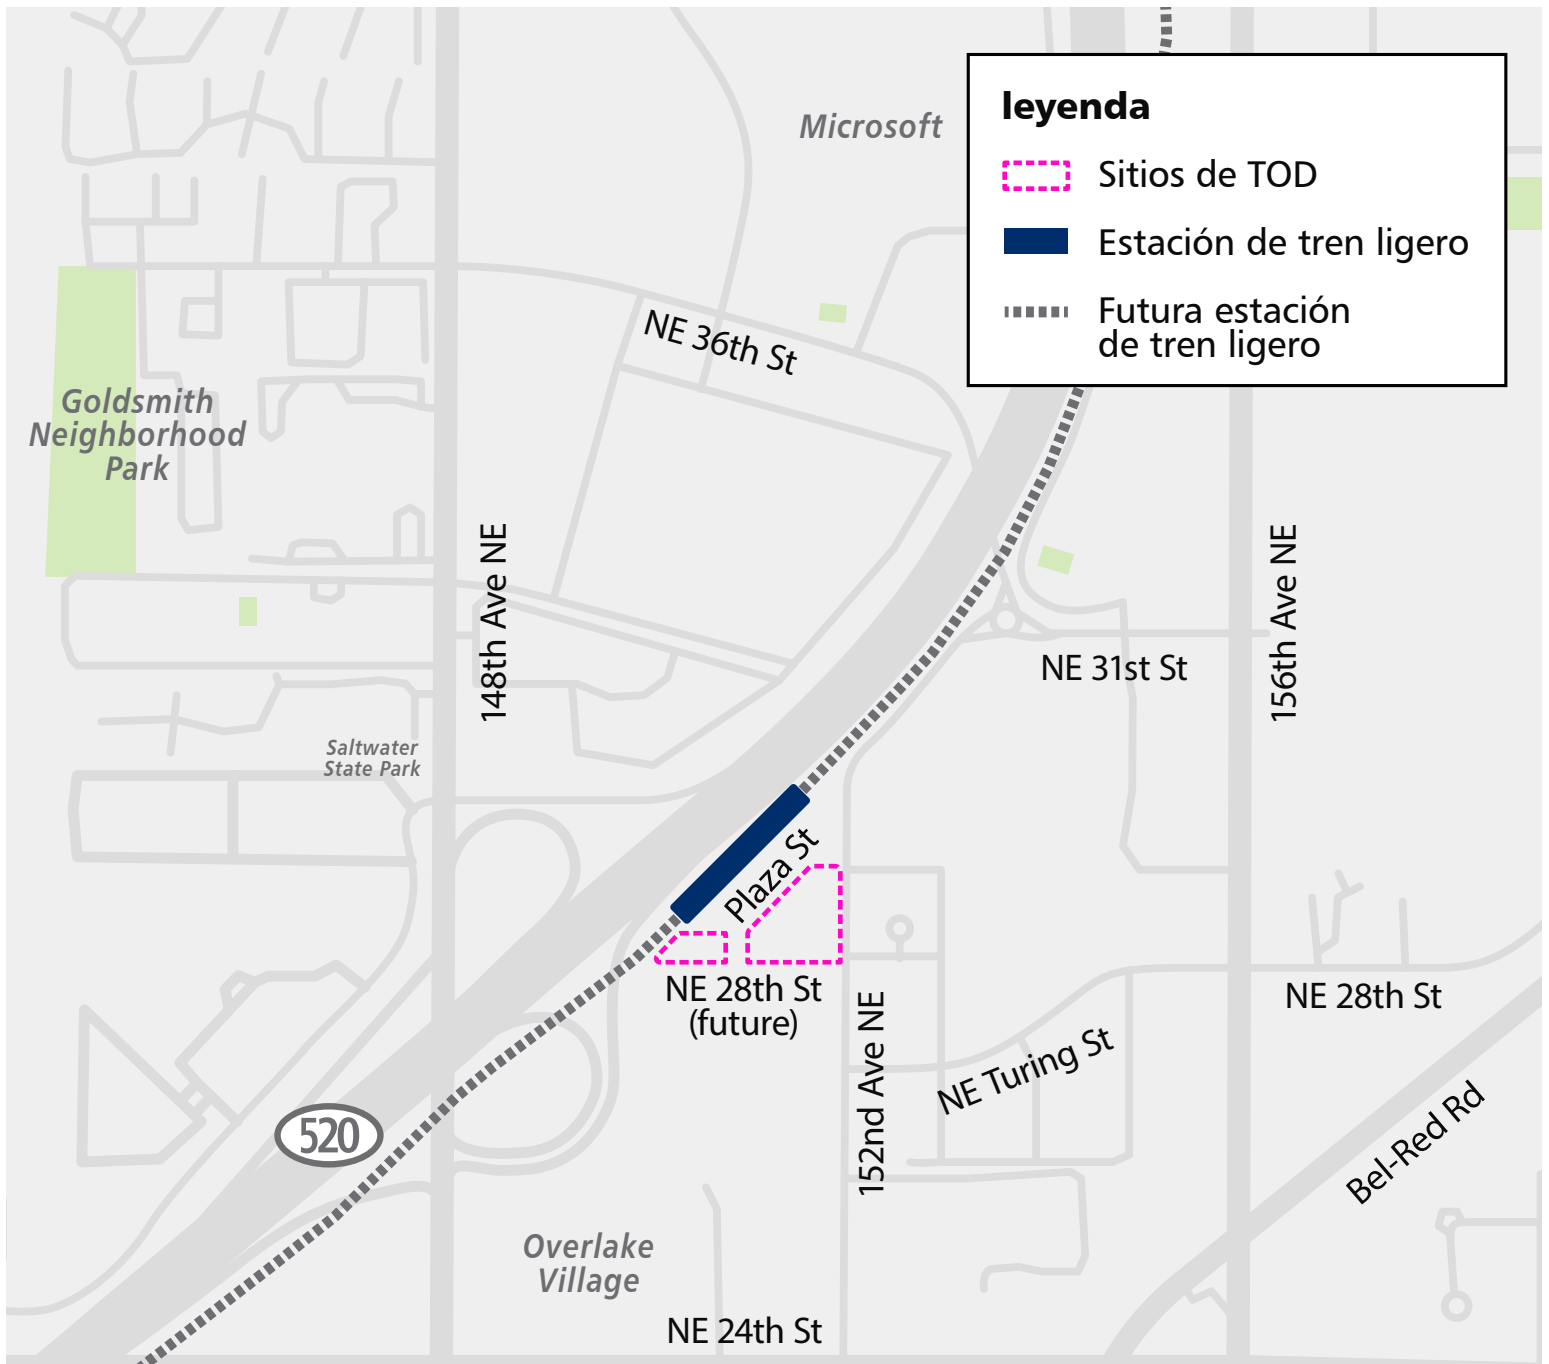 Microsoft
leyenda
Sitios de TOD
Estación de tren ligero
Futura estación
de tren ligero
NE 36th St
Goldsmith
Neighborhood
Park
148th Ave NE
156th Ave NE
NE 31st St
Saltwater
State Park
Plaza St
NE 28th St
(future)
NE 28th St
152nd Ave NE
NE Turing St
Bel-Red Rd
520
Overlake
Village
NE 24th St